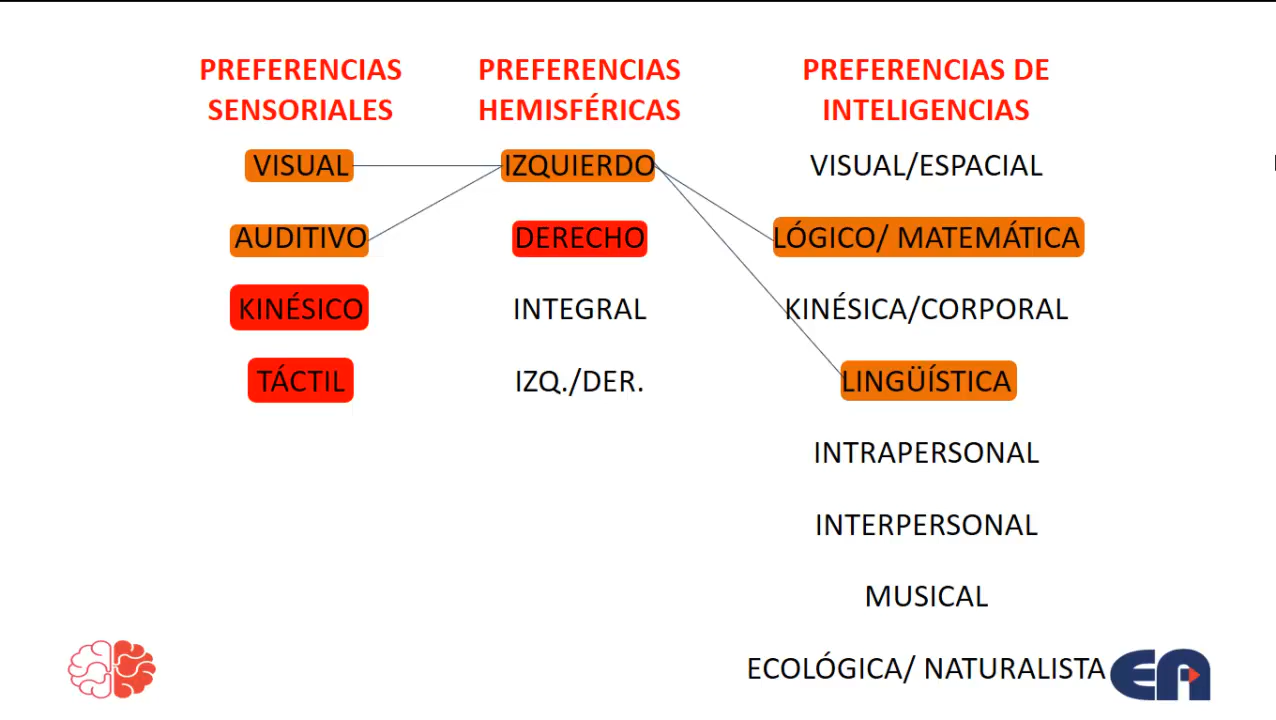 PREFERENCIAS
SENSORIALES
VISUAL
AUDITIVO
KINÉSICO
TÁCTIL
PREFERENCIAS
HEMISFÉRICAS
IZQUIERDO
DERECHO
INTEGRAL
IZQ./DER.
PREFERENCIAS DE
INTELIGENCIAS
VISUAL/ESPACIAL
LÓGICO/ MATEMÁTICA
KINÉSICA/CORPORAL
LINGÜÍSTICA
INTRAPERSONAL
INTERPERSONAL
MUSICAL
ECOLÓGICA/ NATURALISTA
EA